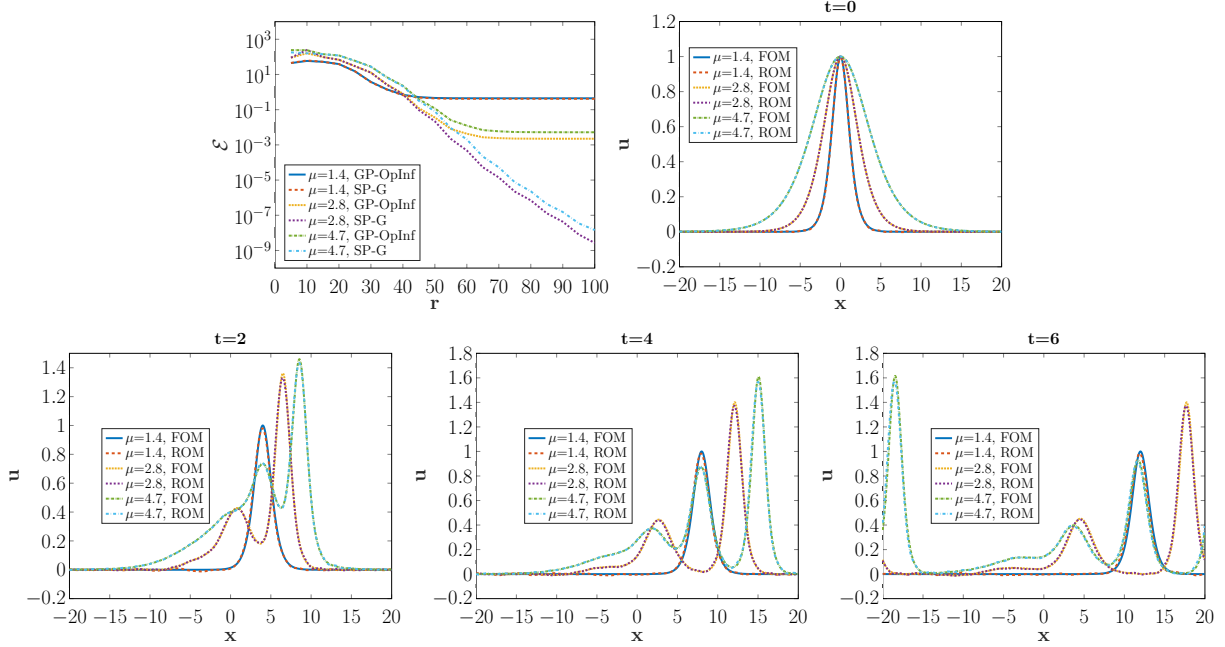 10^3
10^1
10^-1
10^-3
10^-5
10^-7
10^-9
ℰ
μ=1.4, GP-OpInf
μ=1.4, SP-G
μ=2.8, GP-OpInf
μ=2.8, SP-G
μ=4.7, GP-OpInf
μ=4.7, SP-G
0 10 20 30 40 50 60 70 80 90 100
r
t=0
1.2
1
0.8
0.6
0.4
0.2
0
−0.2
u
μ=1.4, FOM
μ=1.4, ROM
μ=2.8, FOM
μ=2.8, ROM
μ=4.7, FOM
μ=4.7, ROM
−20 −15 −10 −5 0 5 10 15 20
x
t=2
1.4
1.2
1
0.8
0.6
0.4
0.2
0
−0.2
u
μ=1.4, FOM
μ=1.4, ROM
μ=2.8, FOM
μ=2.8, ROM
μ=4.7, FOM
μ=4.7, ROM
−20 −15 −10 −5 0 5 10 15 20
x
t=4
1.8
1.6
1.4
1.2
1
0.8
0.6
0.4
0.2
0
−0.2
u
μ=1.4, FOM
μ=1.4, ROM
μ=2.8, FOM
μ=2.8, ROM
μ=4.7, FOM
μ=4.7, ROM
−20 −15 −10 −5 0 5 10 15 20
x
t=6
1.8
1.6
1.4
1.2
1
0.8
0.6
0.4
0.2
0
−0.2
u
μ=1.4, FOM
μ=1.4, ROM
μ=2.8, FOM
μ=2.8, ROM
μ=4.7, FOM
μ=4.7, ROM
−20 −15 −10 −5 0 5 10 15 20
x